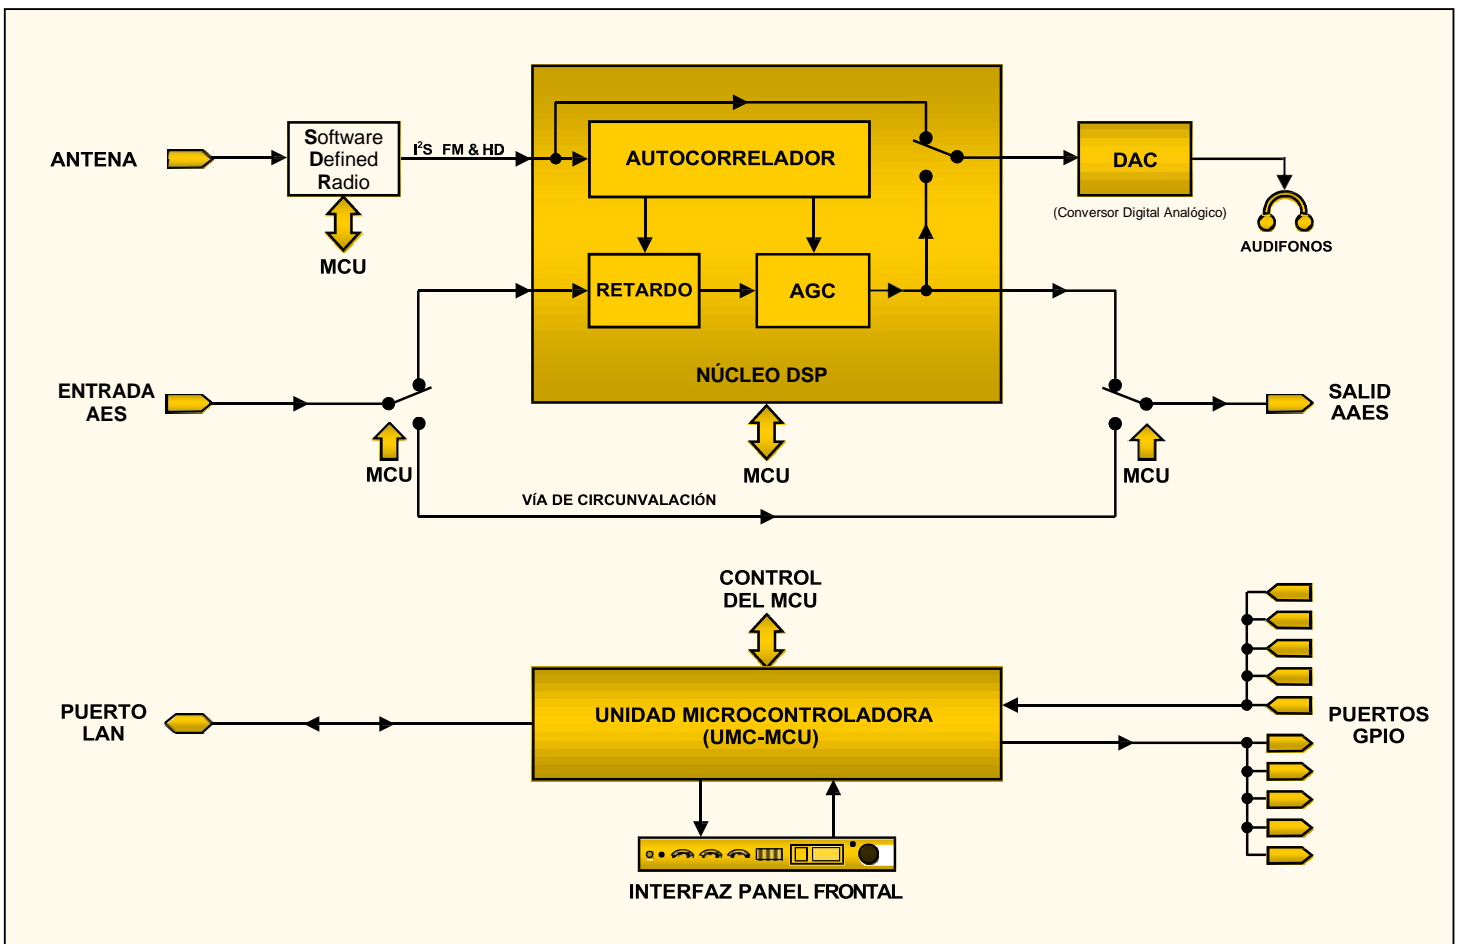 ANTENA
Software
Defined
Radio
MCU
I²S FM & HD
AUTOCORRELADOR
RETARDO
AGC
NÚCLEO DSP
MCU
DAC
(Conversor Digital Analógico)
AUDIFONOS
ENTRADA
AES
MCU
VÍA DE CIRCUNVALACIÓN
MCU
SALID
AAES
CONTROL
DEL MCU
PUERTO
LAN
UNIDAD MICROCONTROLADORA
(UMC-MCU)
PUERTOS
GPIO
INTERFAZ PANEL FRONTAL